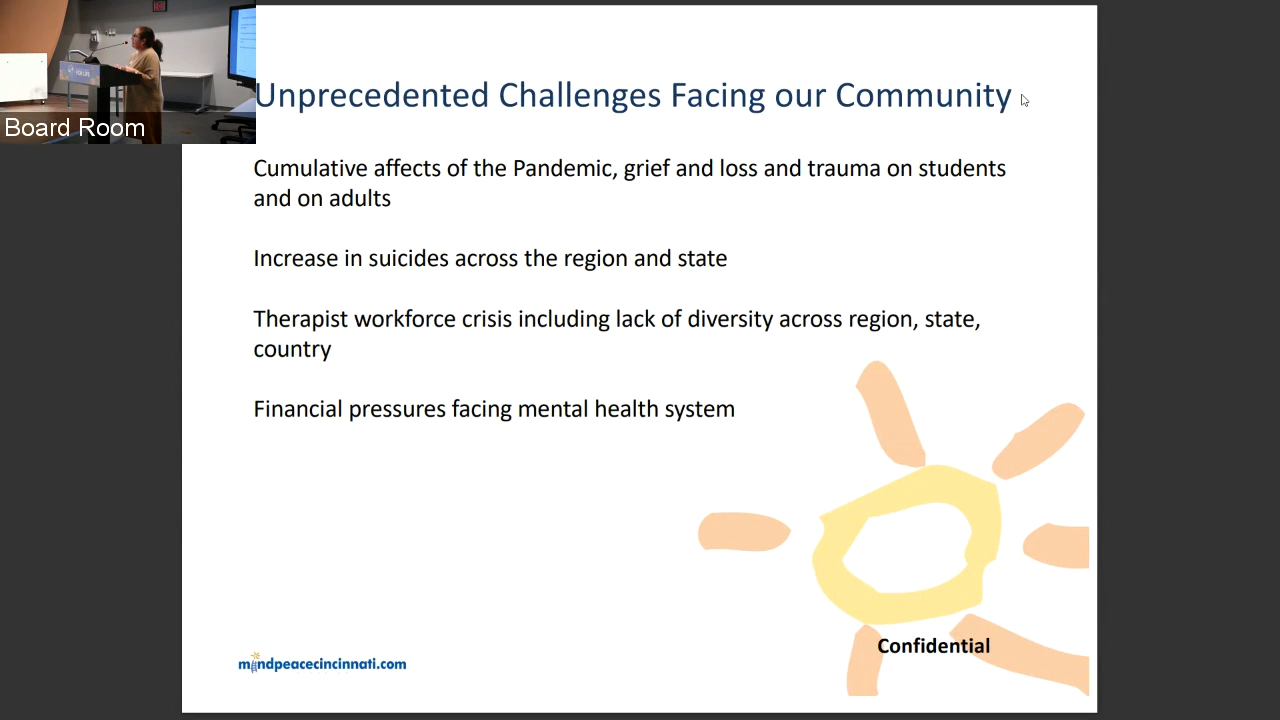 Unprecedented Challenges Facing our Community
Board Room
Cumulative affects of the Pandemic, grief and loss and trauma on students
and on adults
Increase in suicides across the region and state
Therapist workforce crisis including lack of diversity across region, state,
country
Financial pressures facing mental health system
Confidential
mindpeacecincinnati.com